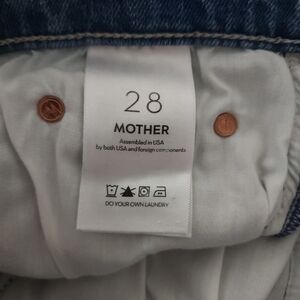 28
MOTHER
Assembled in USA
by both USA and foreign components
DO YOUR OWN LAUNDRY